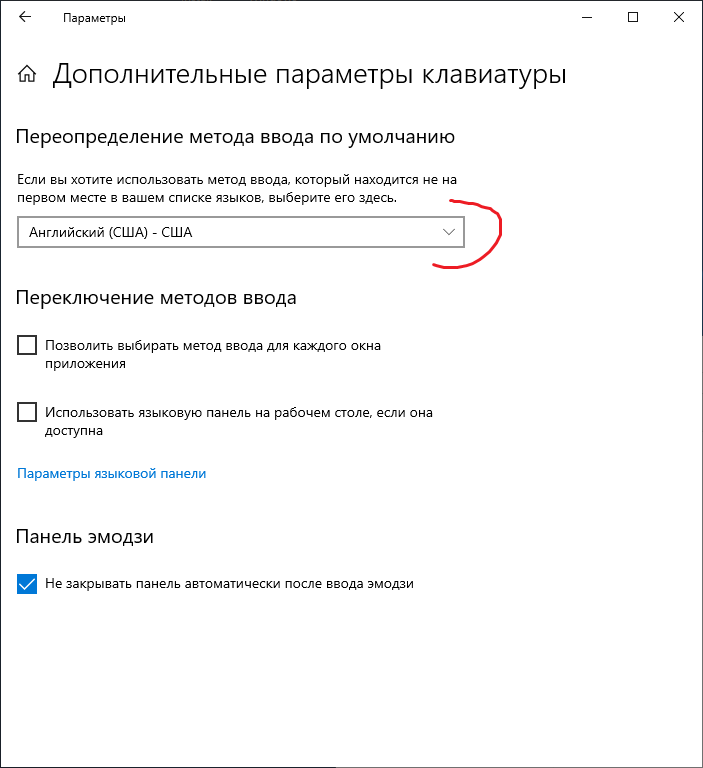 Параметры
Дополнительные параметры клавиатуры
Переопределение метода ввода по умолчанию
Если вы хотите использовать метод ввода, который находится не на
первом месте в вашем списке языков, выберите его здесь.
Английский (США) - США
Переключение методов ввода
Позволить выбирать метод ввода для каждого окна
приложения
Использовать языковую панель на рабочем столе, если она
доступна
Параметры языковой панели
Панель эмодзи
Не закрывать панель автоматически после ввода эмодзи